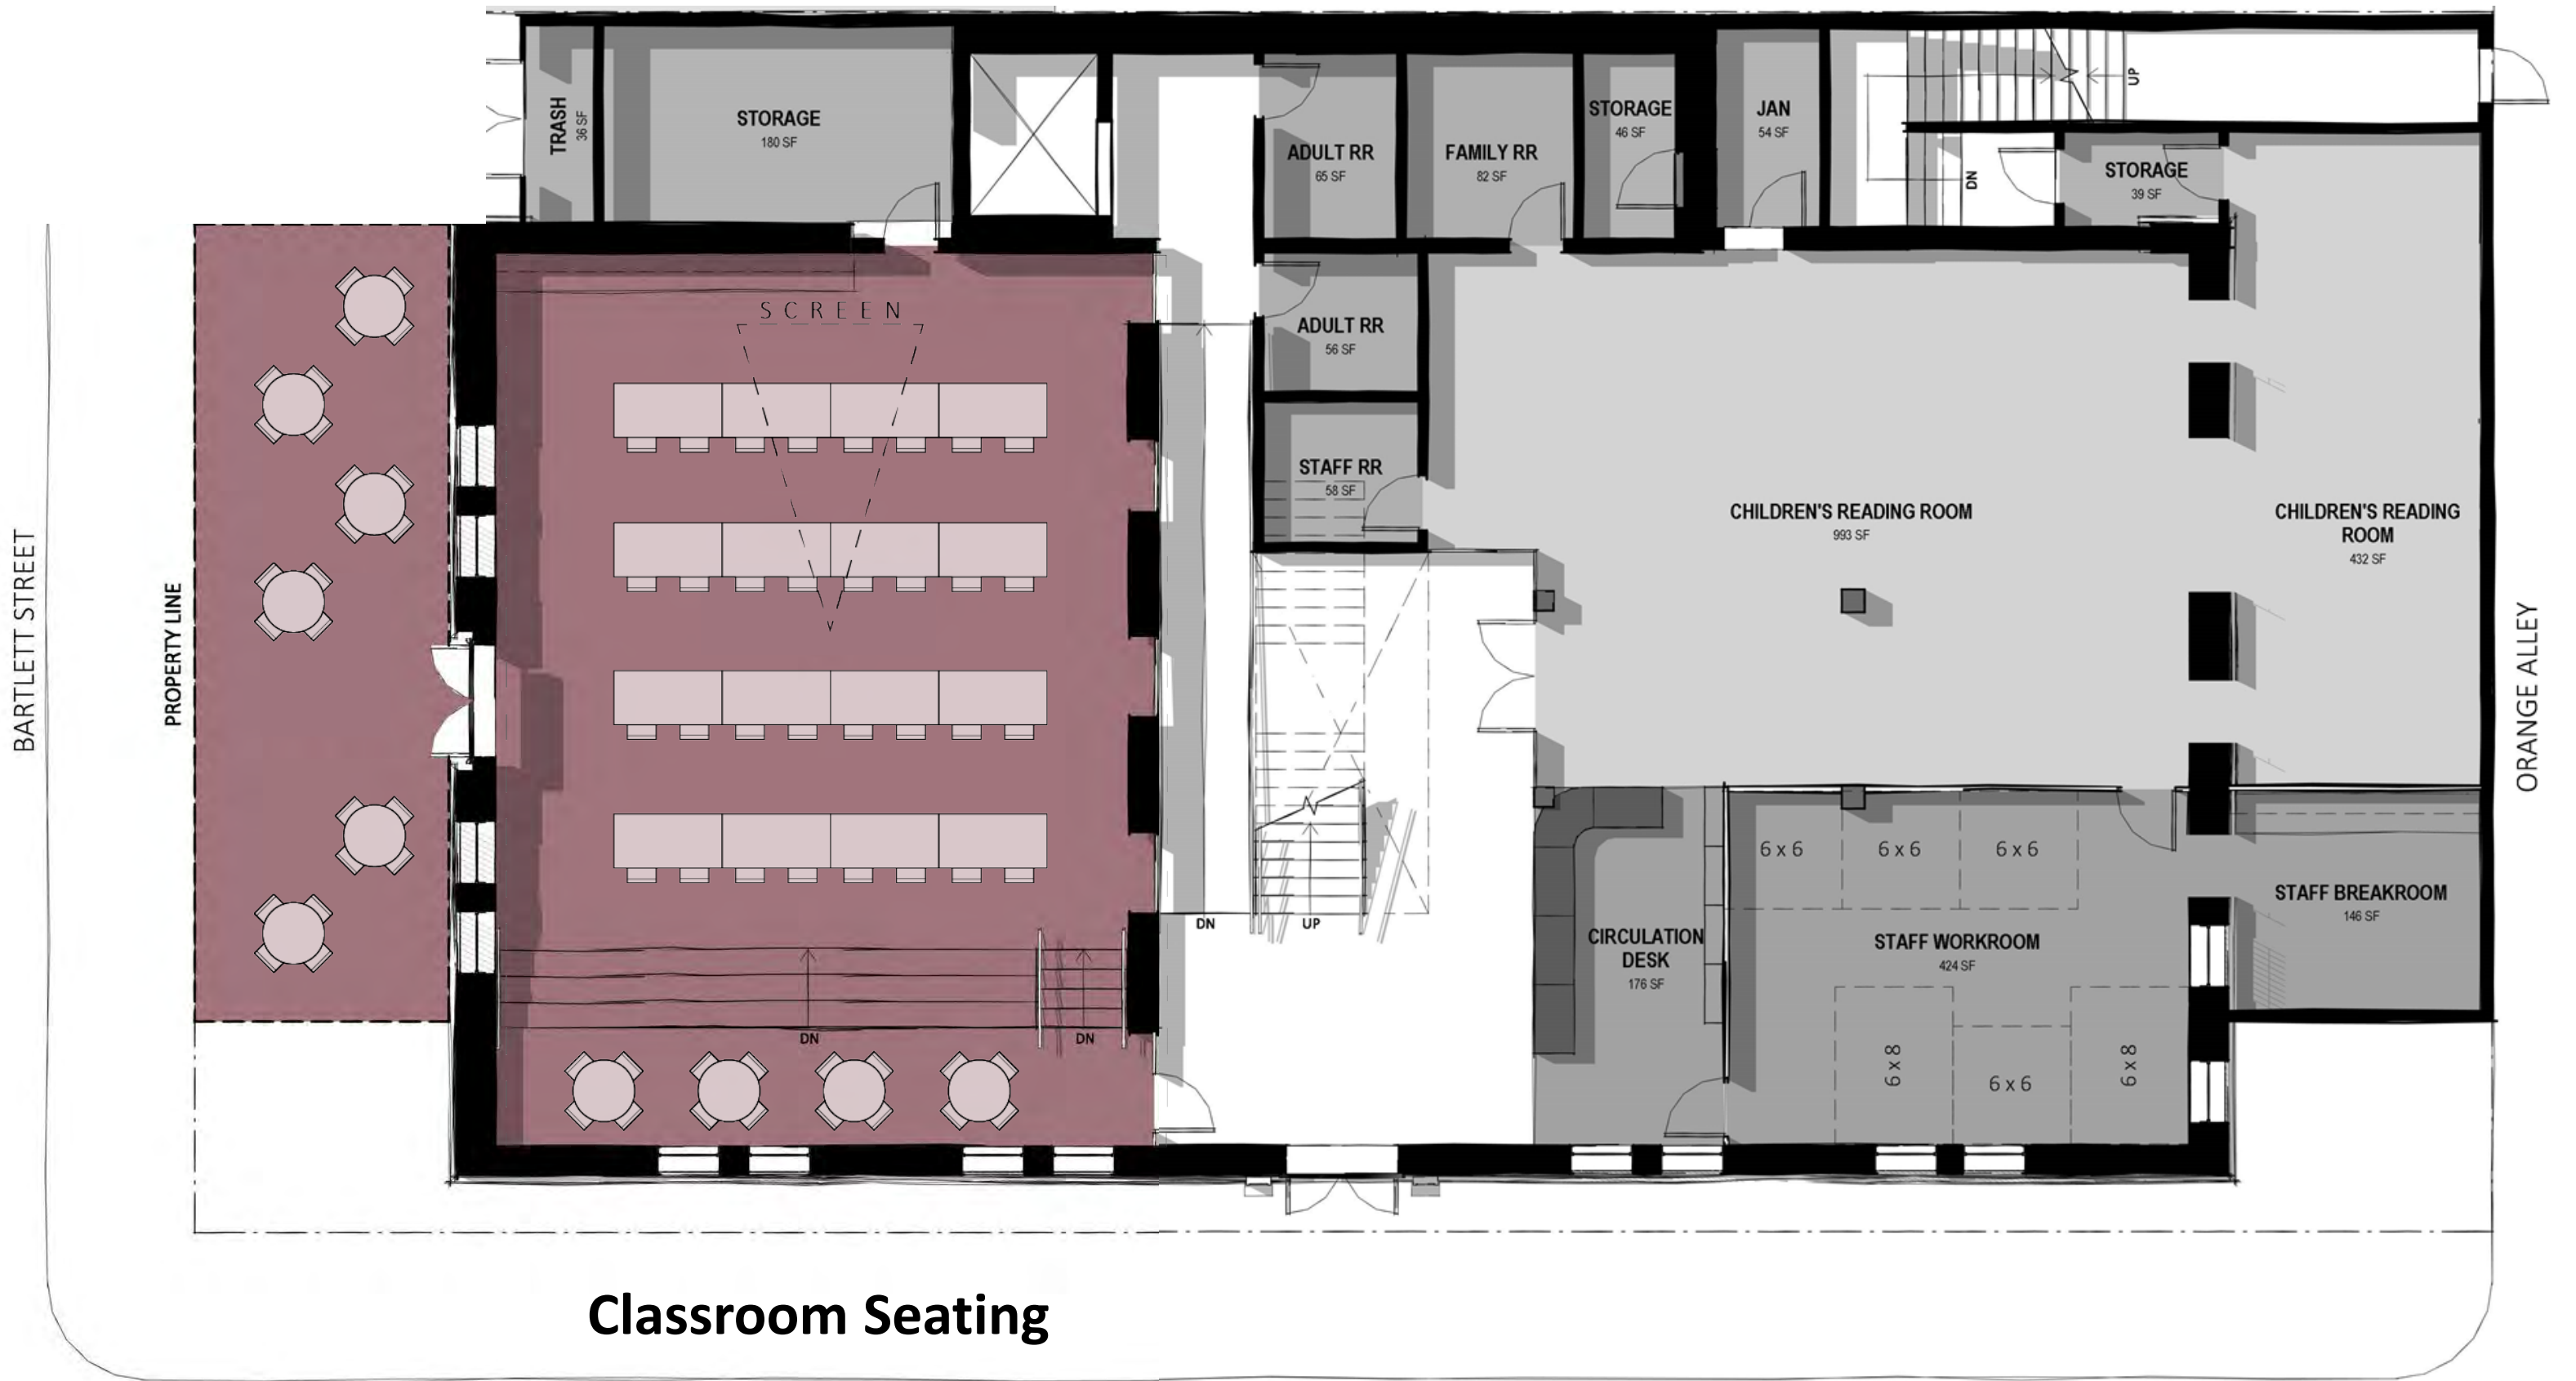 TRASH
36 SF
STORAGE
180 SF
ADULT RR
65 SF
FAMILY RR
82 SF
STORAGE
46 SF
JAN
54 SF
UP
DN
STORAGE
39 SF
SCREEN
ADULT RR
56 SF
STAFF RR
58 SF
CHILDREN'S READING ROOM
993 SF
CHILDREN'S READING
ROOM
432 SF
BARTLETT STREET
PROPERTY LINE
ORANGE ALLEY
6 x 6
6 x 6
6 x 6
STAFF BREAKROOM
146 SF
DN
UP
CIRCULATION
DESK
176 SF
STAFF WORKROOM
424 SF
DN
DN
6 x 8
6 x 6
6 x 8
Classroom Seating